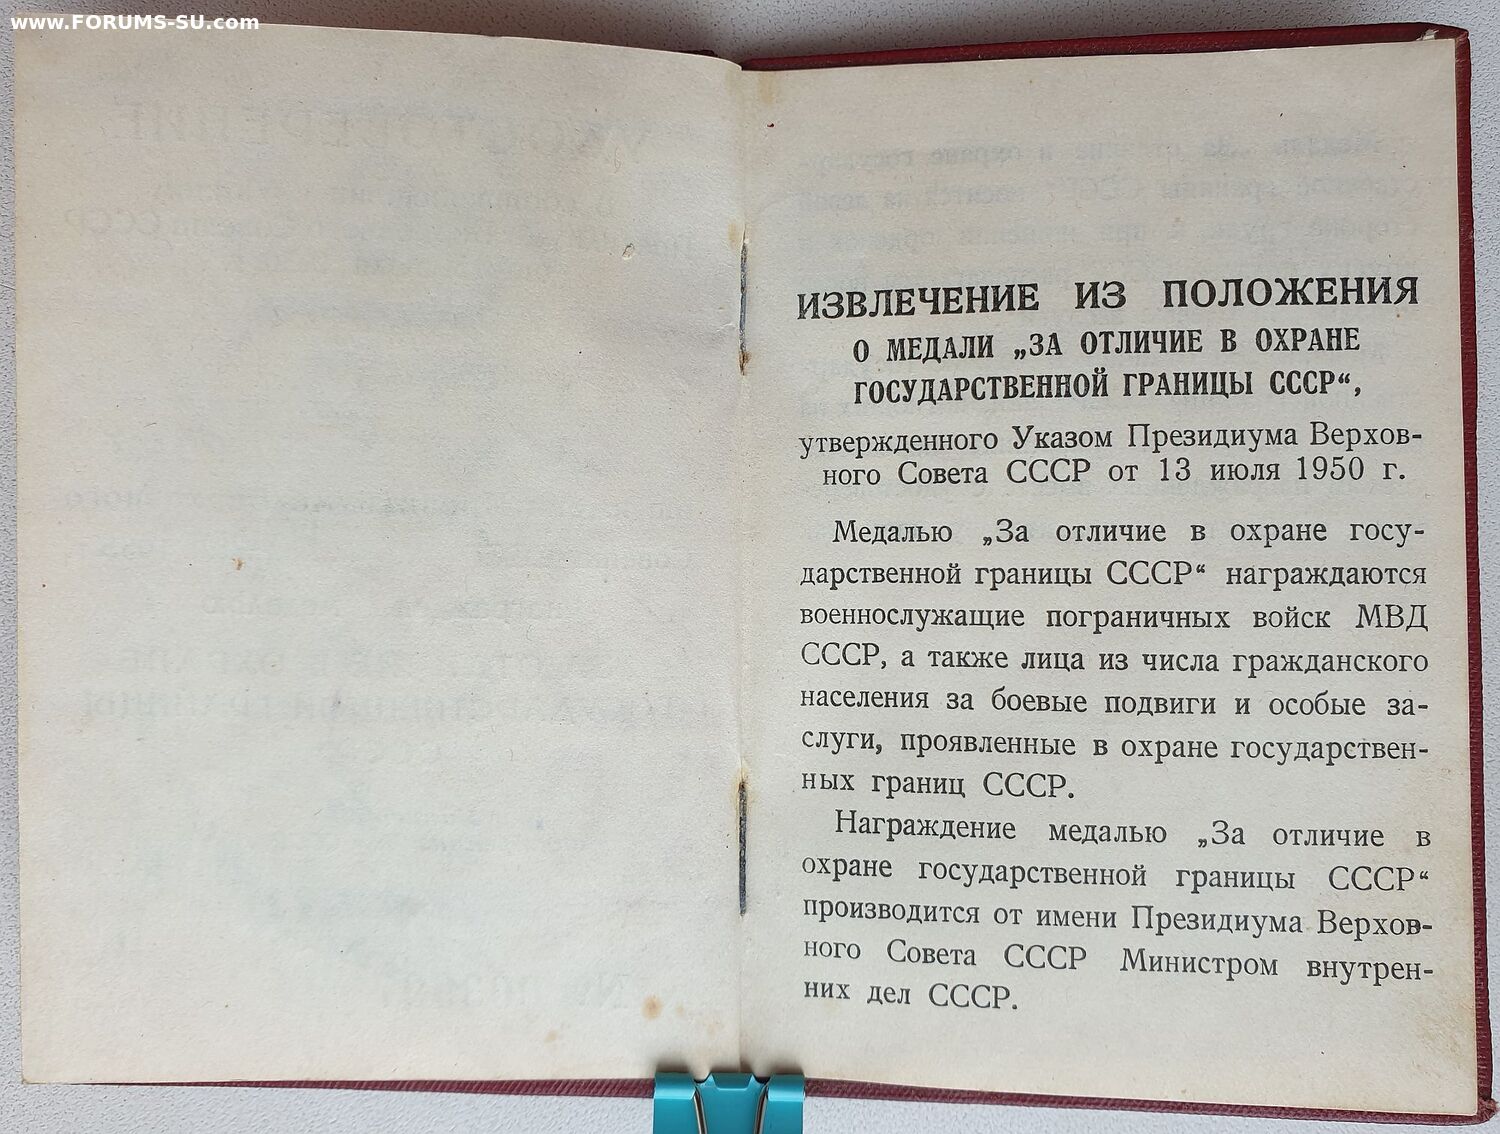 www.FORUMS-SU.com
ИЗВЛЕЧЕНИЕ ИЗ ПОЛОЖЕНИЯ
О МЕДАЛИ „ЗА ОТЛИЧИЕ В ОХРАНЕ
ГОСУДАРСТВЕННОЙ ГРАНИЦЫ СССР“,
утвержденного Указом Президиума Верхов-
ного Совета СССР от 13 июля 1950 г.
Медалью „За отличие в охране госу-
дарственной границы СССР“ награждаются
военнослужащие пограничных войск МВД
СССР, а также лица из числа гражданского
населения за боевые подвиги и особые за-
слуги, проявленные в охране государствен-
ных границ СССР.
Награждение медалью „За отличие в
охране государственной границы СССР“
производится от имени Президиума Верхов-
ного Совета СССР Министром внутрен-
них дел СССР.